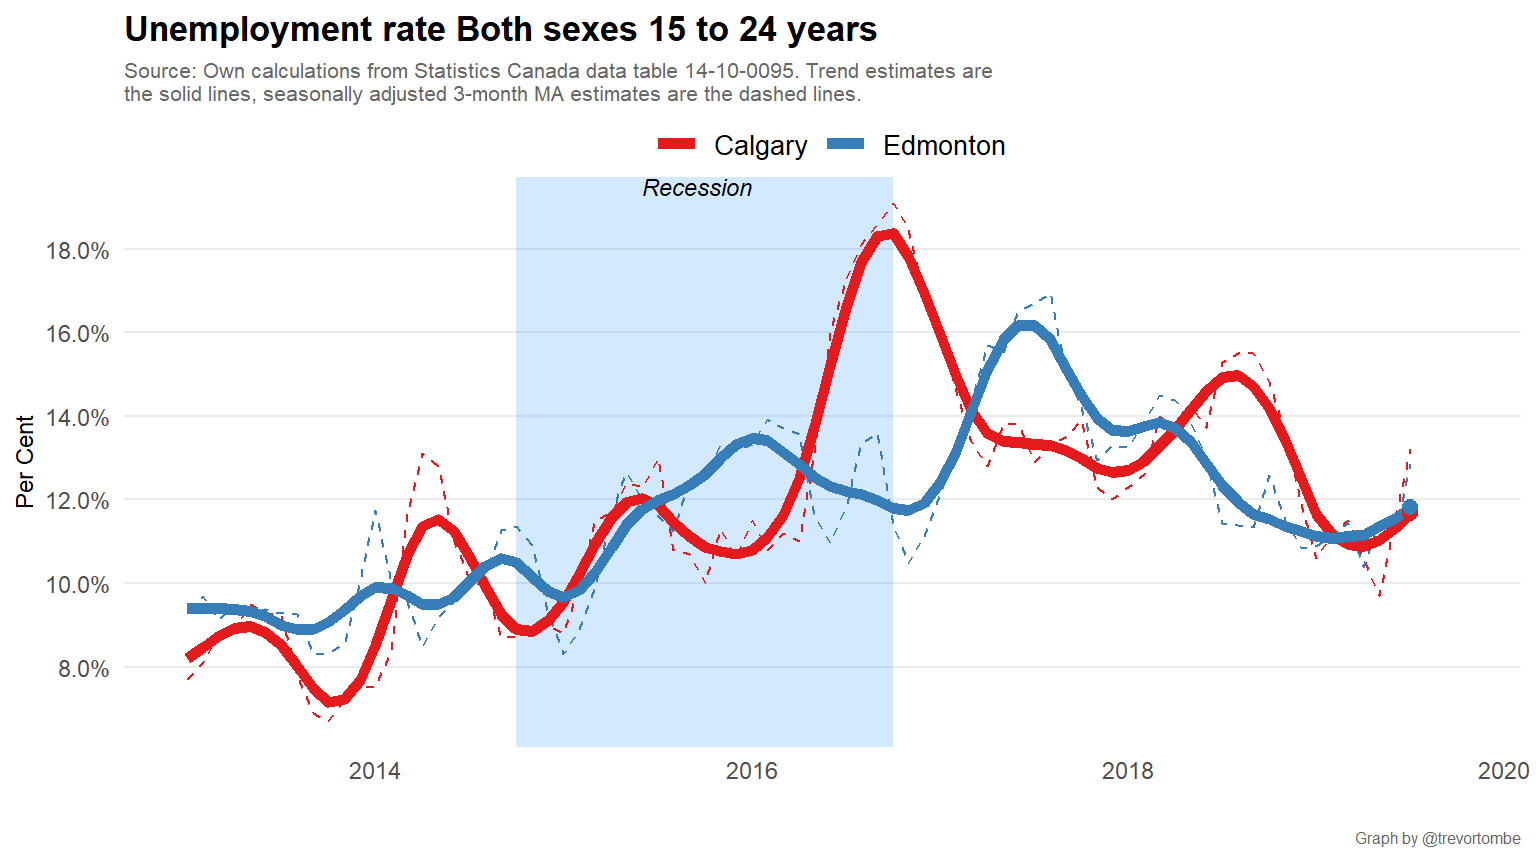 Unemployment rate Both sexes 15 to 24 years
Source: Own calculations from Statistics Canada data table 14-10-0095. Trend estimates are
the solid lines, seasonally adjusted 3-month MA estimates are the dashed lines.
Calgary Edmonton
Recession
18.0%
16.0%
14.0%
12.0%
10.0%
8.0%
Per Cent
2014 2016 2018 2020
Graph by @trevortombe